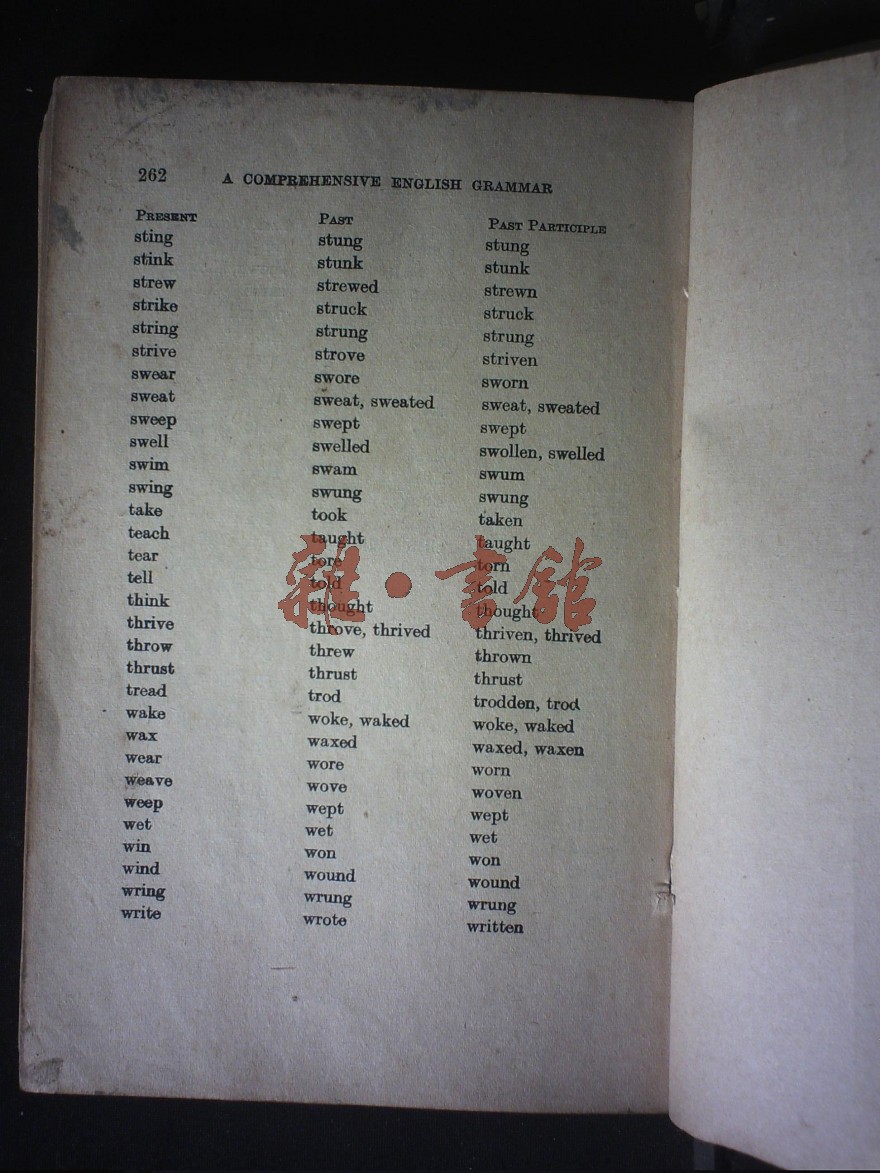 262 A COMPREHENSIVE ENGLISH GRAMMAR
PRESENT PAST PAST PARTICIPLE
sting stung stung
stink stunk stunk
strew strewed strewn
strike struck struck
string strung strung
strive strove striven
swear swore sworn
sweat sweat, sweated sweat, sweated
sweep swept swept
swell swelled swollen, swelled
swim swam swum
swing swung swung
take took taken
teach taught taught
tear tore torn
tell told told
think thought thought
thrive throve, thrived thriven, thrived
throw threw thrown
thrust thrust thrust
tread trod trodden, trod
wake woke, waked woke, waked
wax waxed waxed, waxen
wear wore worn
weave wove woven
weep wept wept
wet wet wet
win won won
wind wound wound
wring wrung wrung
write wrote written
雜·書館